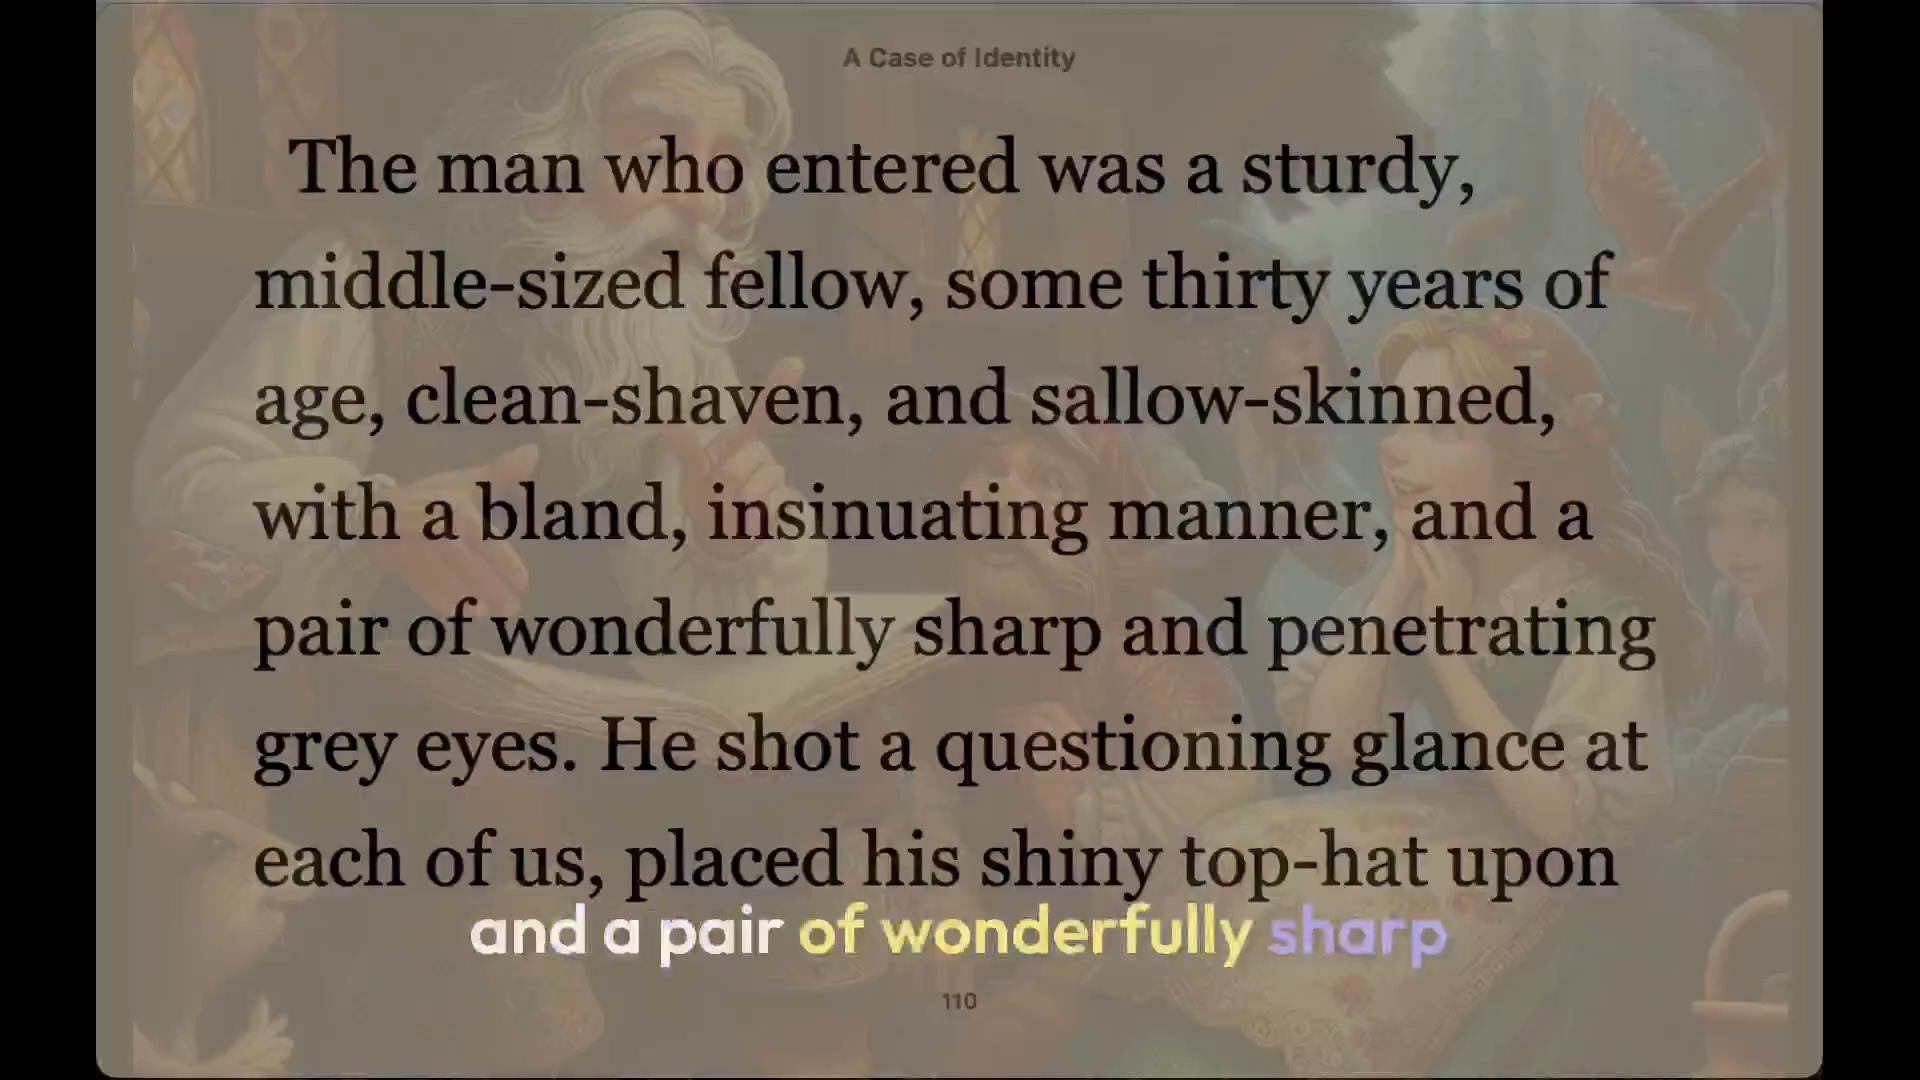 A Case of Identity
The man who entered was a sturdy,
middle-sized fellow, some thirty years of
age, clean-shaven, and sallow-skinned,
with a bland, insinuating manner, and a
pair of wonderfully sharp and penetrating
grey eyes. He shot a questioning glance at
each of us, placed his shiny top-hat upon
and a pair of wonderfully sharp
110